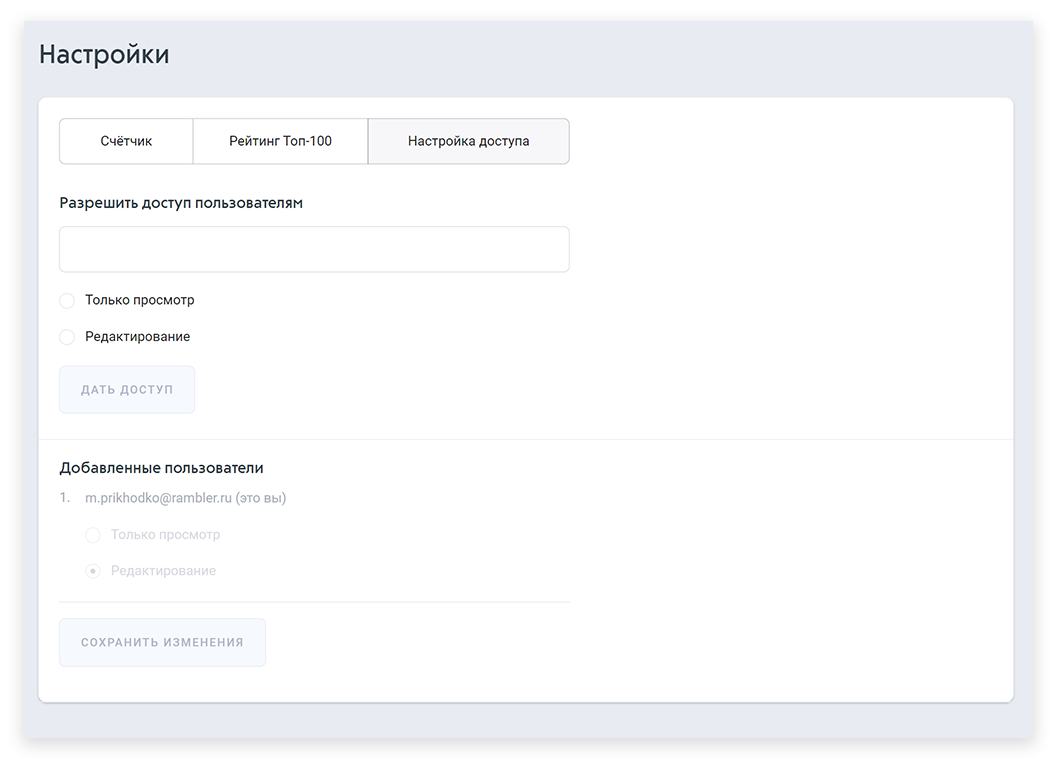 Настройки
Счётчик
Рейтинг Топ-100
Настройка доступа
Разрешить доступ пользователям
Только просмотр
Редактирование
ДАТЬ ДОСТУП
Добавленные пользователи
1. m.prikhodko@rambler.ru (это вы)
Только просмотр
Редактирование
СОХРАНИТЬ ИЗМЕНЕНИЯ